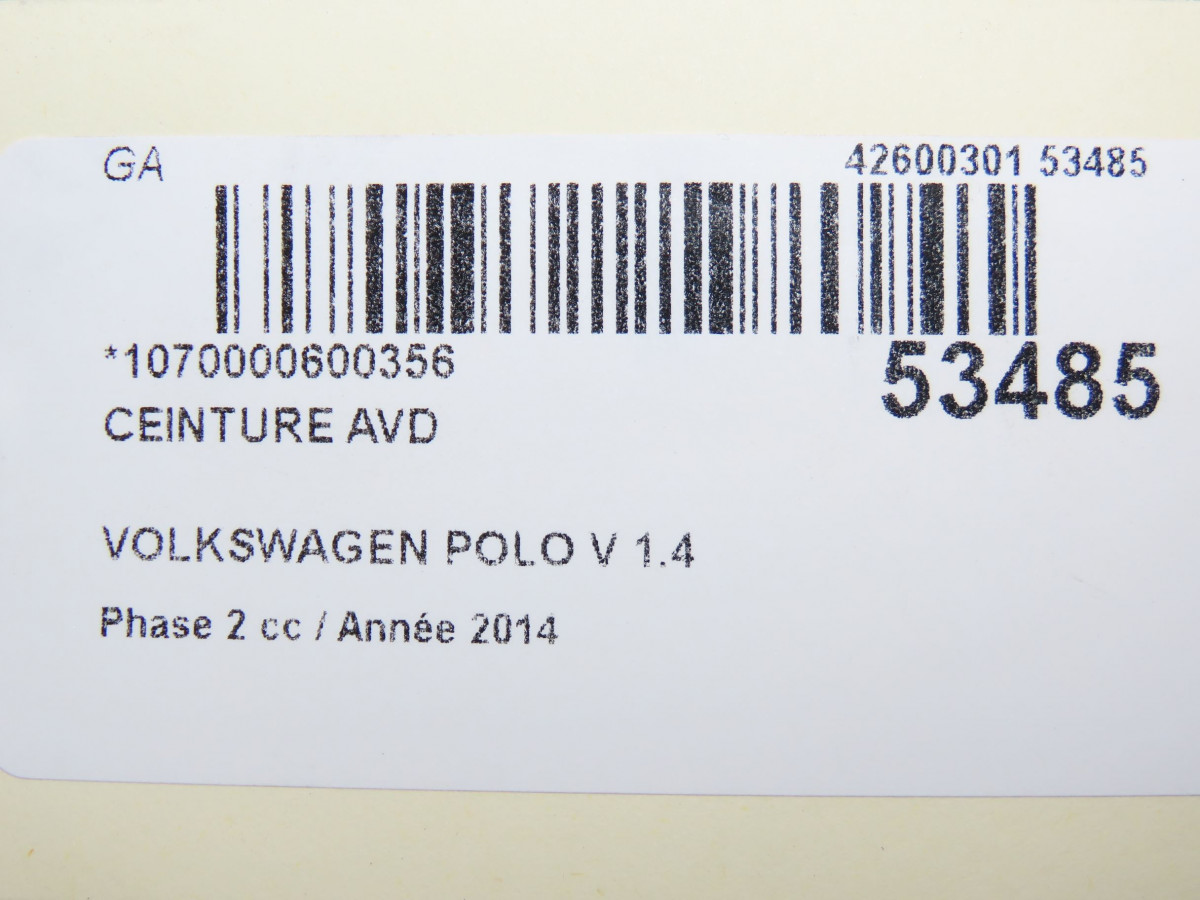 GA 42600301 53485
*1070000600356
53485
CEINTURE AVD
VOLKSWAGEN POLO V 1.4
Phase 2 cc / Année 2014